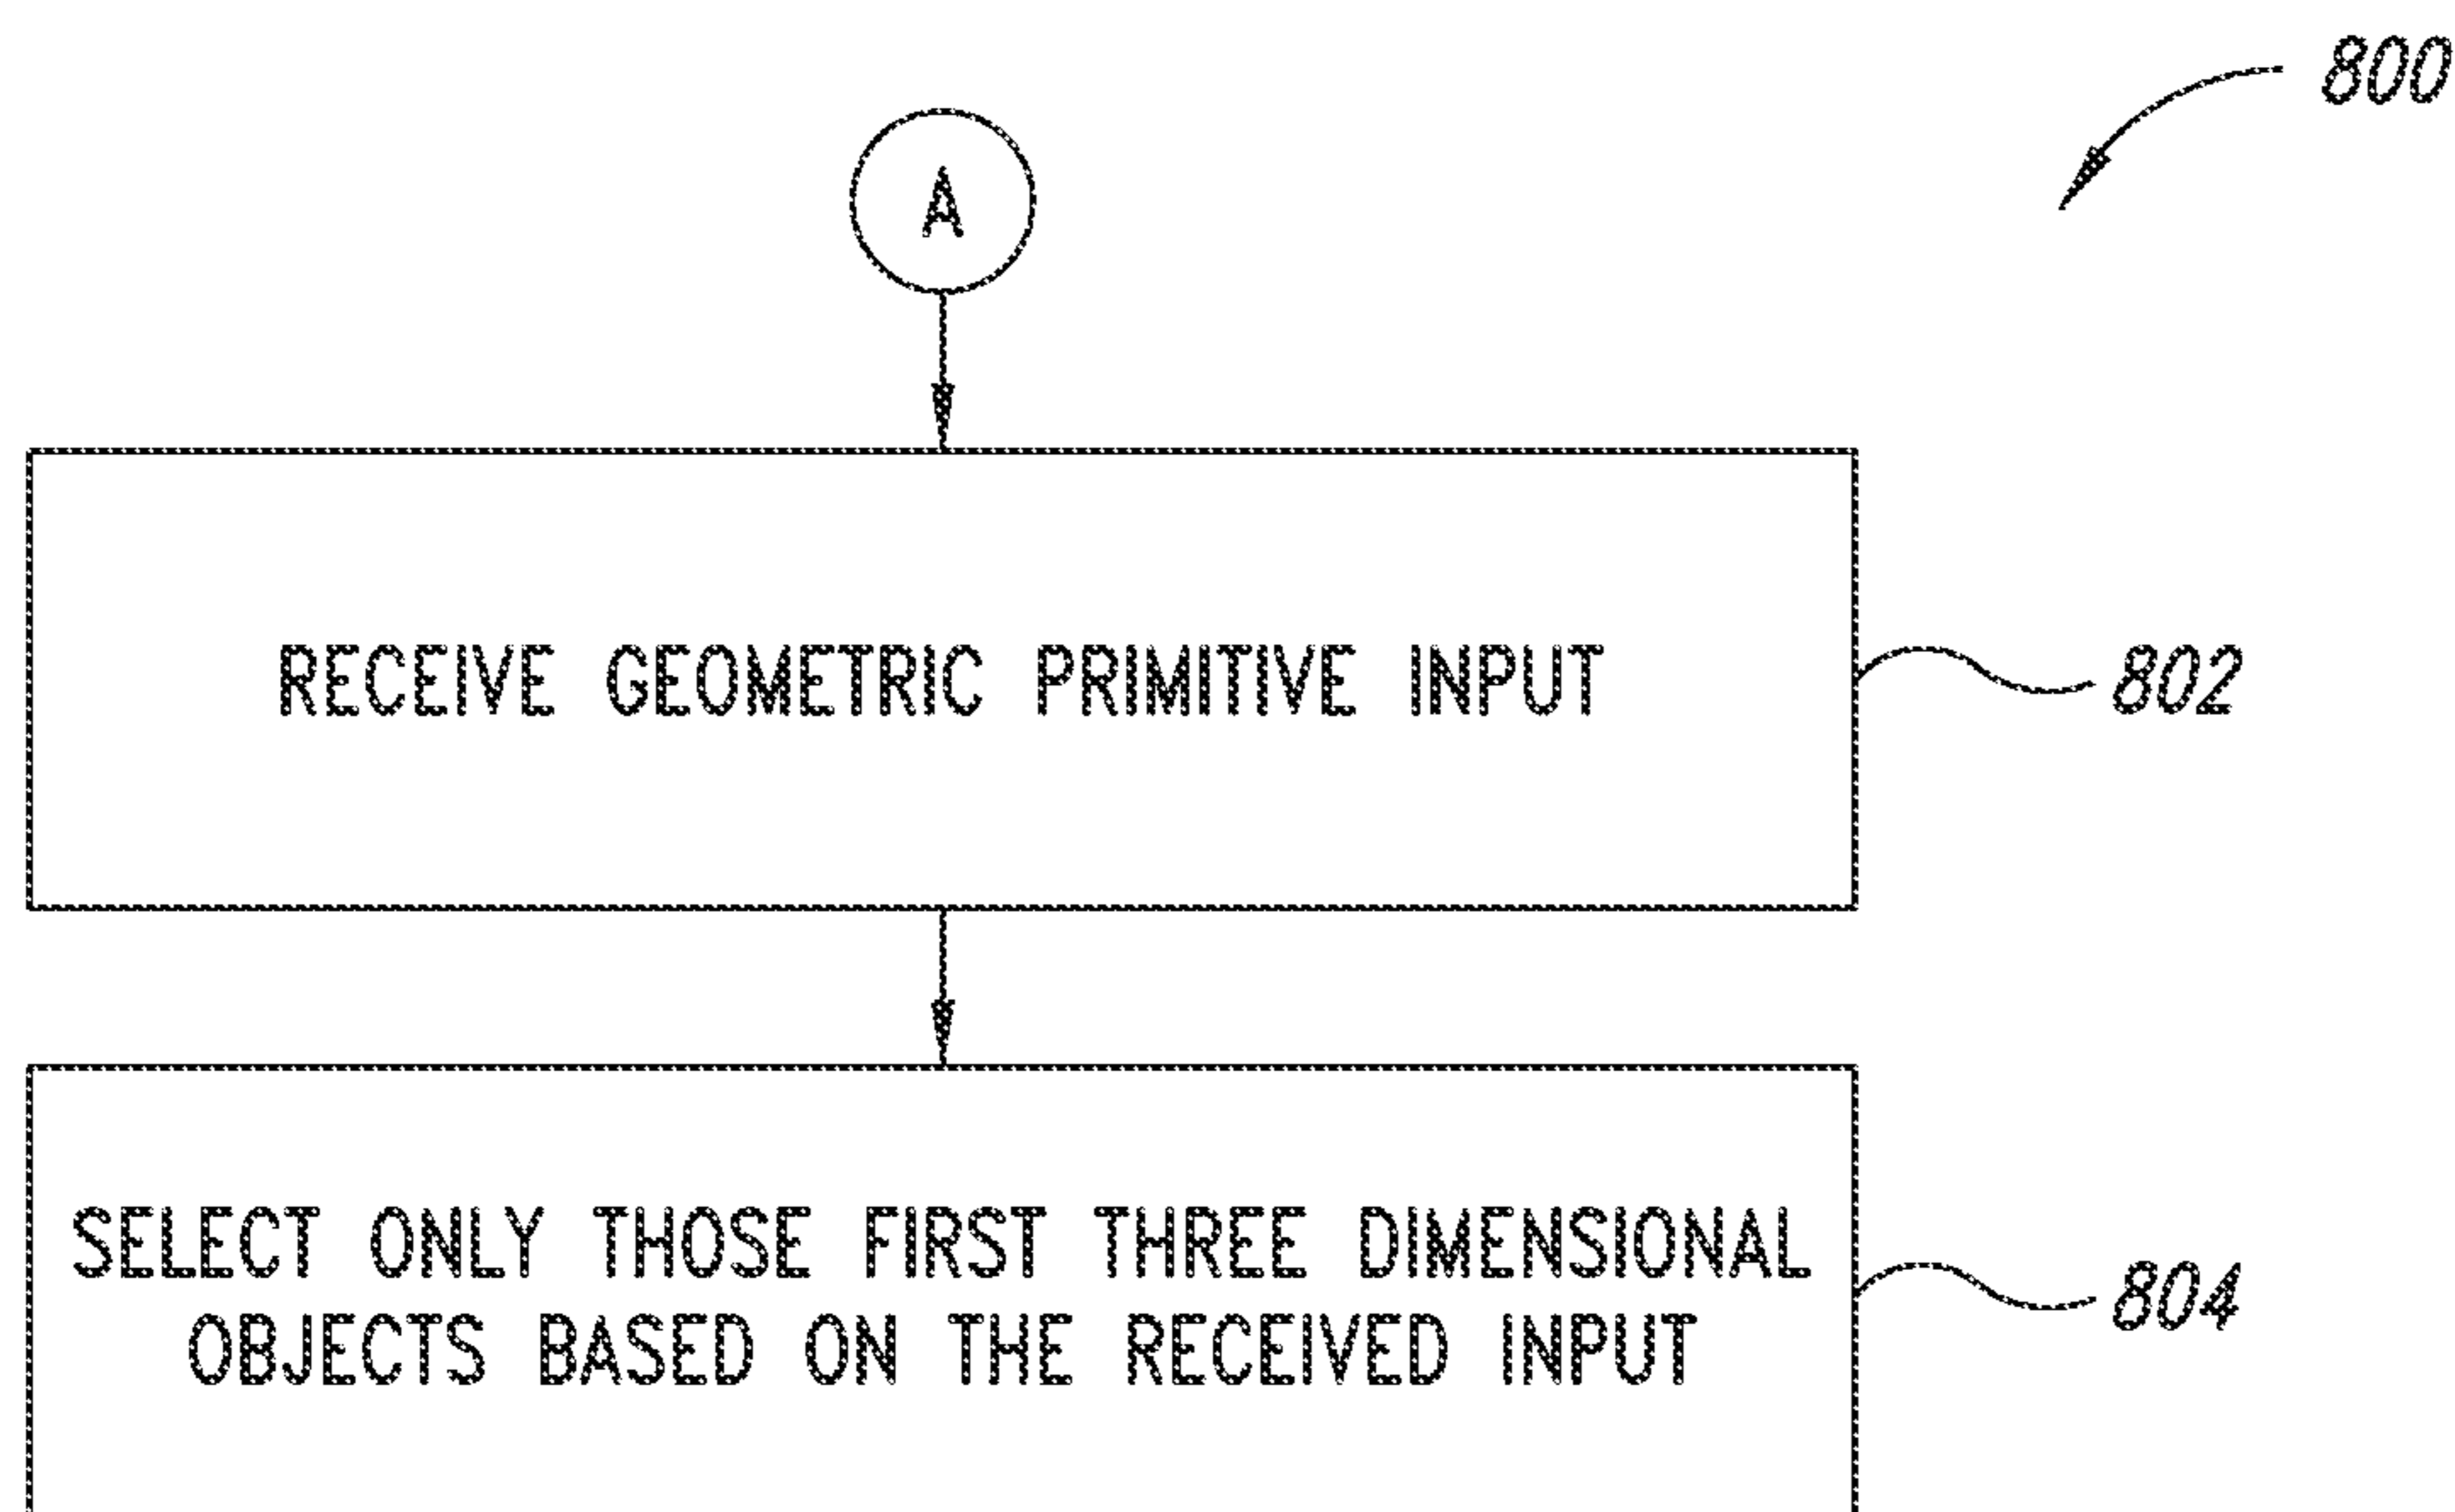 800
A
RECEIVE GEOMETRIC PRIMITIVE INPUT
802
SELECT ONLY THOSE FIRST THREE DIMENSIONAL
OBJECTS BASED ON THE RECEIVED INPUT
804